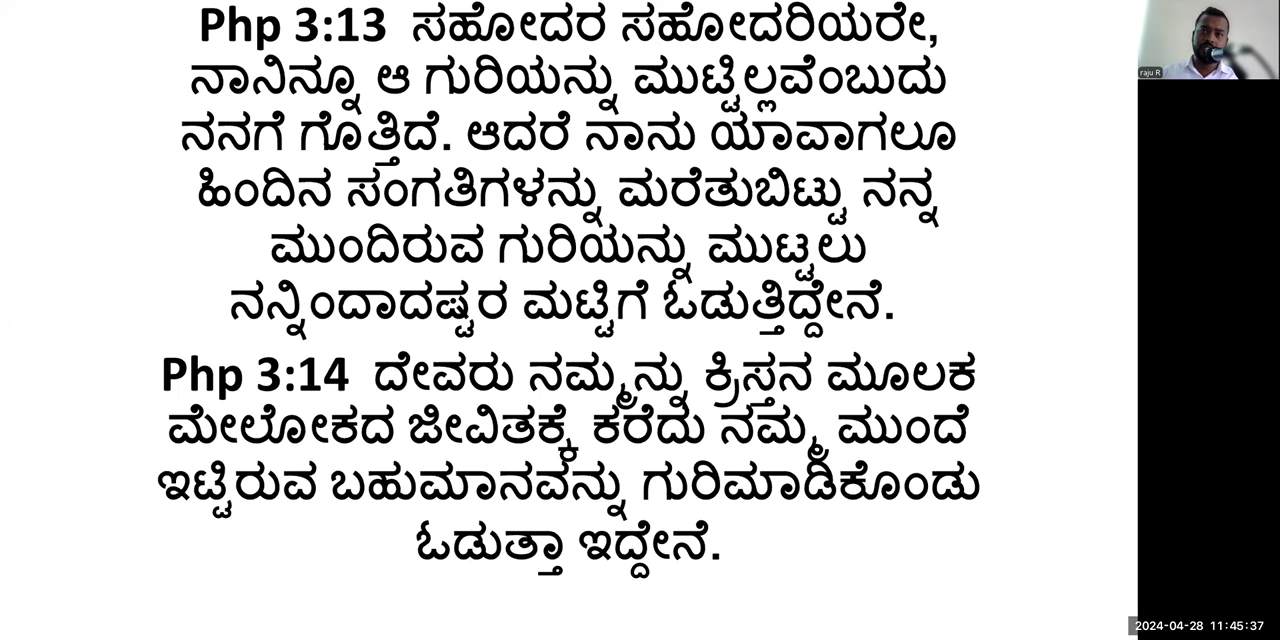 Php 3:13 ಸಹೋದರ ಸಹೋದರಿಯರೇ,
ನಾನಿನ್ನೂ ಆ ಗುರಿಯನ್ನು ಮುಟ್ಟಿಲ್ಲವೆಂಬುದು
ನನಗೆ ಗೊತ್ತಿದೆ. ಆದರೆ ನಾನು ಯಾವಾಗಲೂ
ಹಿಂದಿನ ಸಂಗತಿಗಳನ್ನು ಮರೆತುಬಿಟ್ಟು ನನ್ನ
ಮುಂದಿರುವ ಗುರಿಯನ್ನು ಮುಟ್ಟಲು
ನನ್ನಿಂದಾದಷ್ಟರ ಮಟ್ಟಿಗೆ ಓಡುತ್ತಿದ್ದೇನೆ.
Php 3:14 ದೇವರು ನಮ್ಮನ್ನು ಕ್ರಿಸ್ತನ ಮೂಲಕ
ಮೇಲೋಕದ ಜೀವಿತಕ್ಕೆ ಕರೆದು ನಮ್ಮ ಮುಂದೆ
ಇಟ್ಟಿರುವ ಬಹುಮಾನವನ್ನು ಗುರಿಮಾಡಿಕೊಂಡು
ಓಡುತ್ತಾ ಇದ್ದೇನೆ.
raju R
2024-04-28 11:45:37